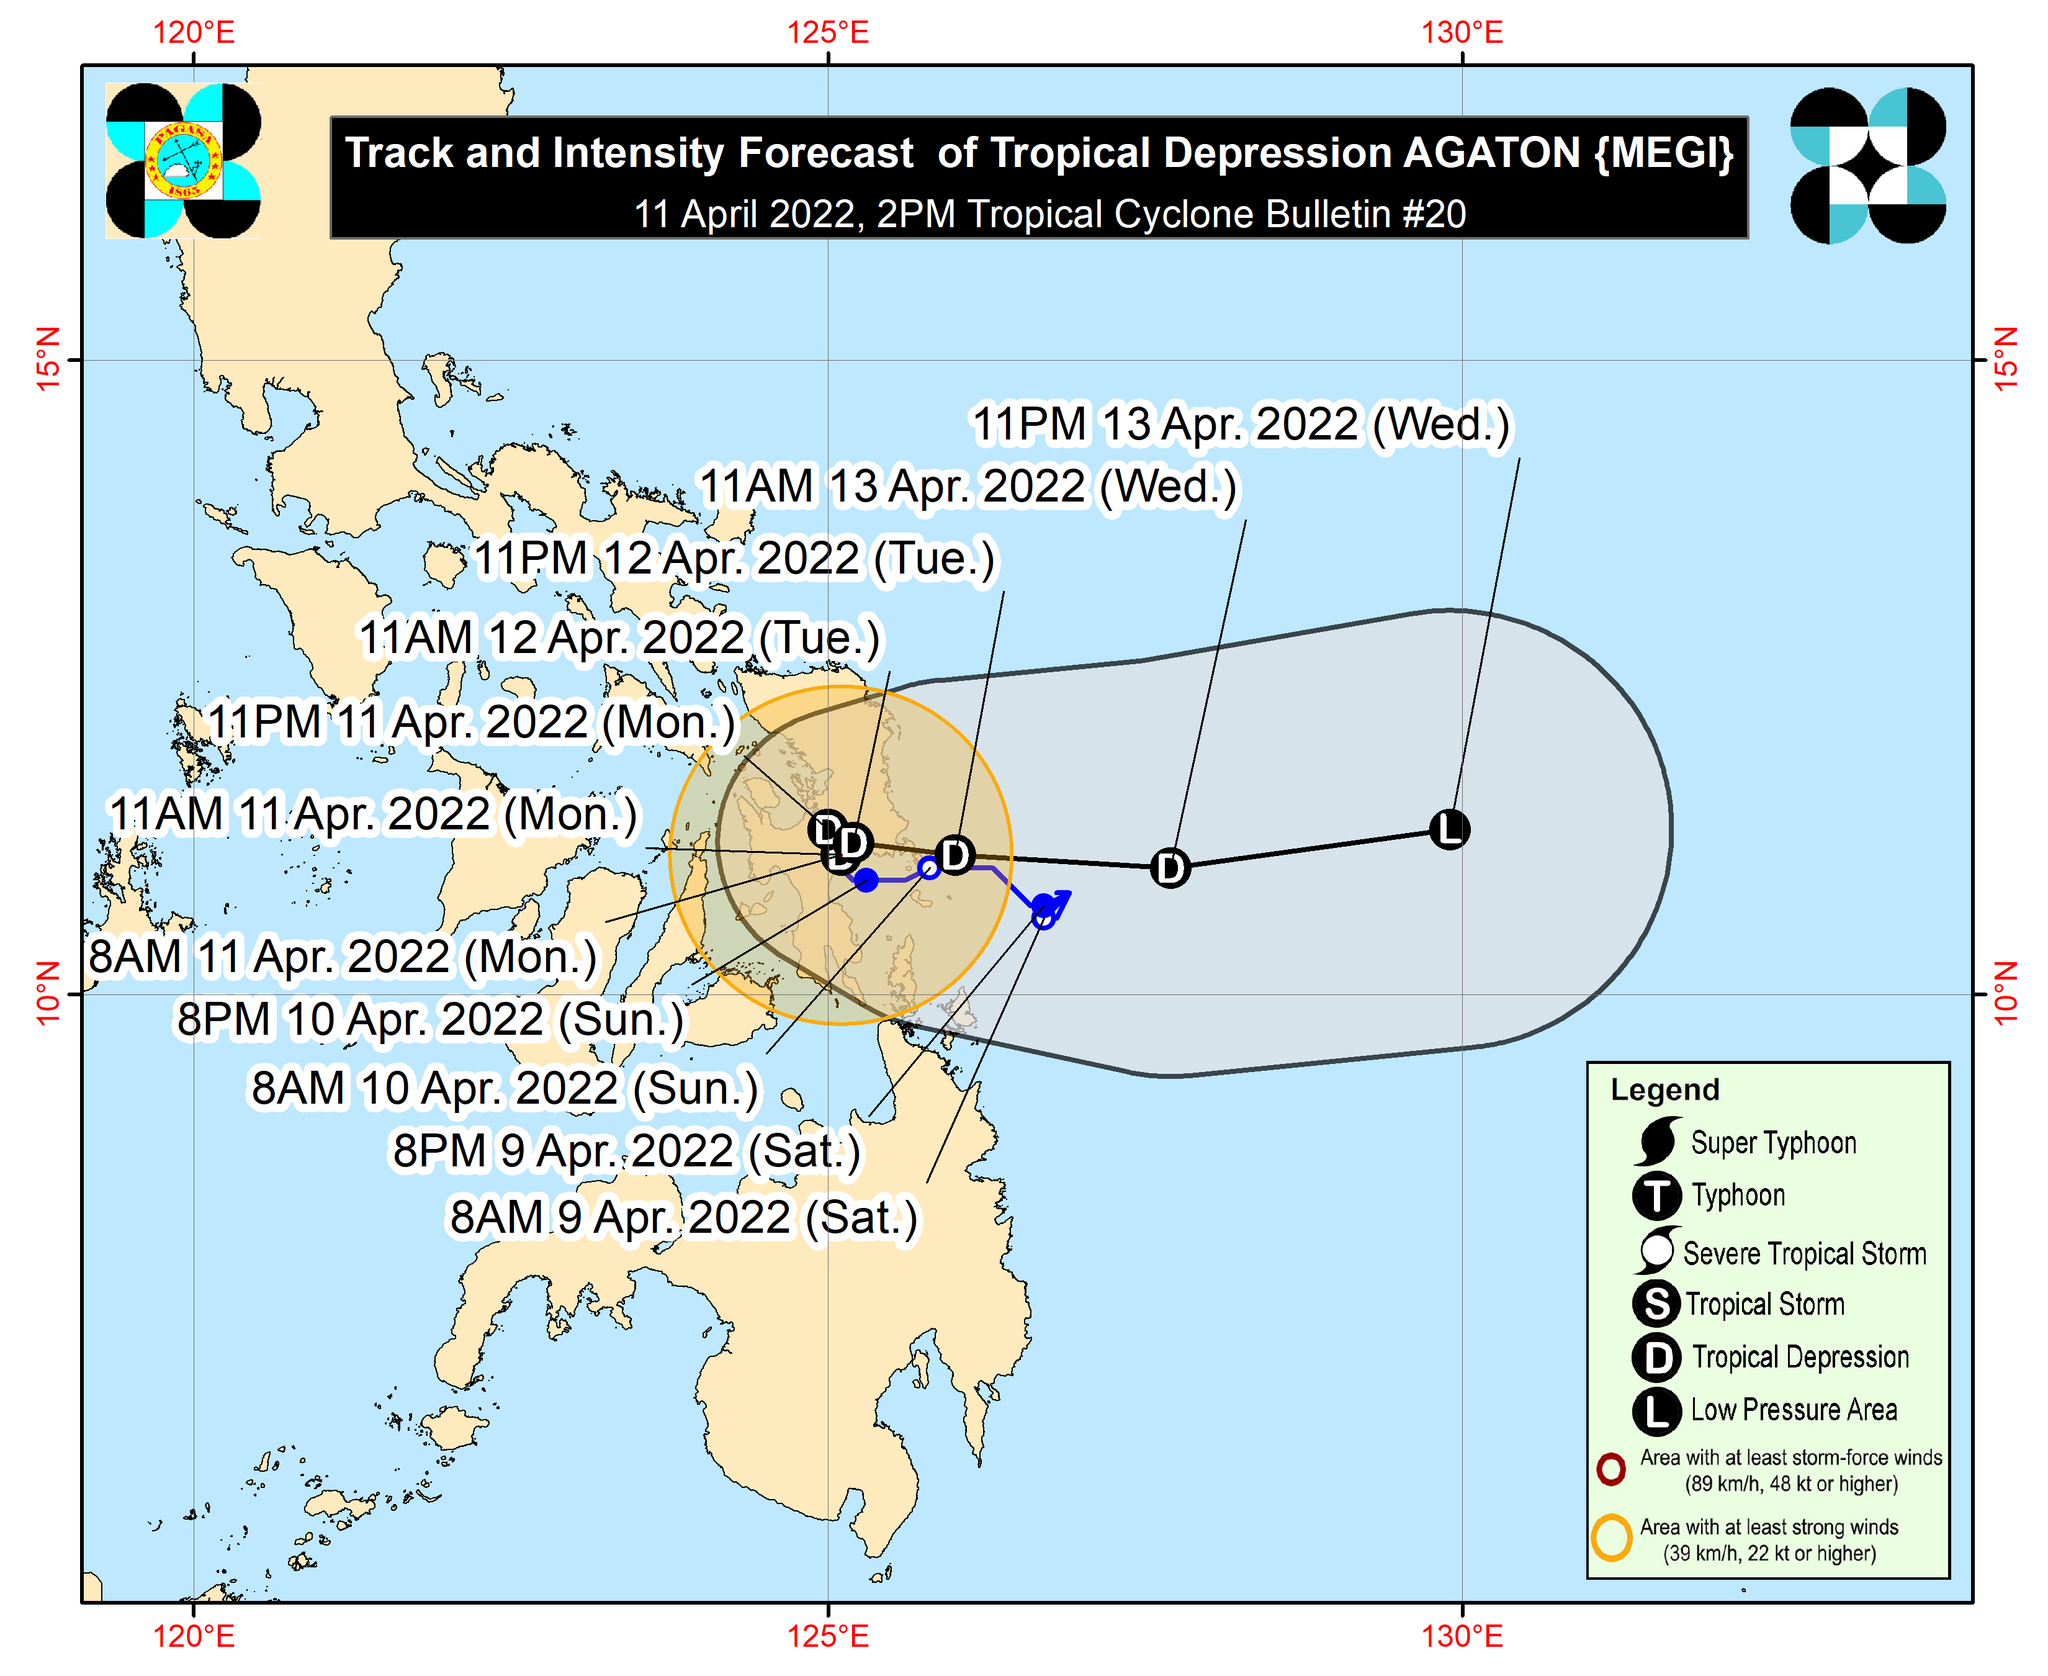 120°E
125°E
130°E
PAGASA
1865
Track and Intensity Forecast of Tropical Depression AGATON {MEGI}
11 April 2022, 2PM Tropical Cyclone Bulletin #20
15°N
15°N
11PM 13 Apr. 2022 (Wed.)
11AM 13 Apr. 2022 (Wed.)
11PM 12 Apr. 2022 (Tue.)
11AM 12 Apr. 2022 (Tue.)
11PM 11 Apr. 2022 (Mon.)
11AM 11 Apr. 2022 (Mon.)
D
D
D
D
D
L
8AM 11 Apr. 2022 (Mon.)
10°N
10°N
8PM 10 Apr. 2022 (Sun.)
8AM 10 Apr. 2022 (Sun.)
8PM 9 Apr. 2022 (Sat.)
8AM 9 Apr. 2022 (Sat.)
Legend
Super Typhoon
T Typhoon
Severe Tropical Storm
S Tropical Storm
D Tropical Depression
L Low Pressure Area
Area with at least storm-force winds
(89 km/h, 48 kt or higher)
Area with at least strong winds
(39 km/h, 22 kt or higher)
120°E
125°E
130°E